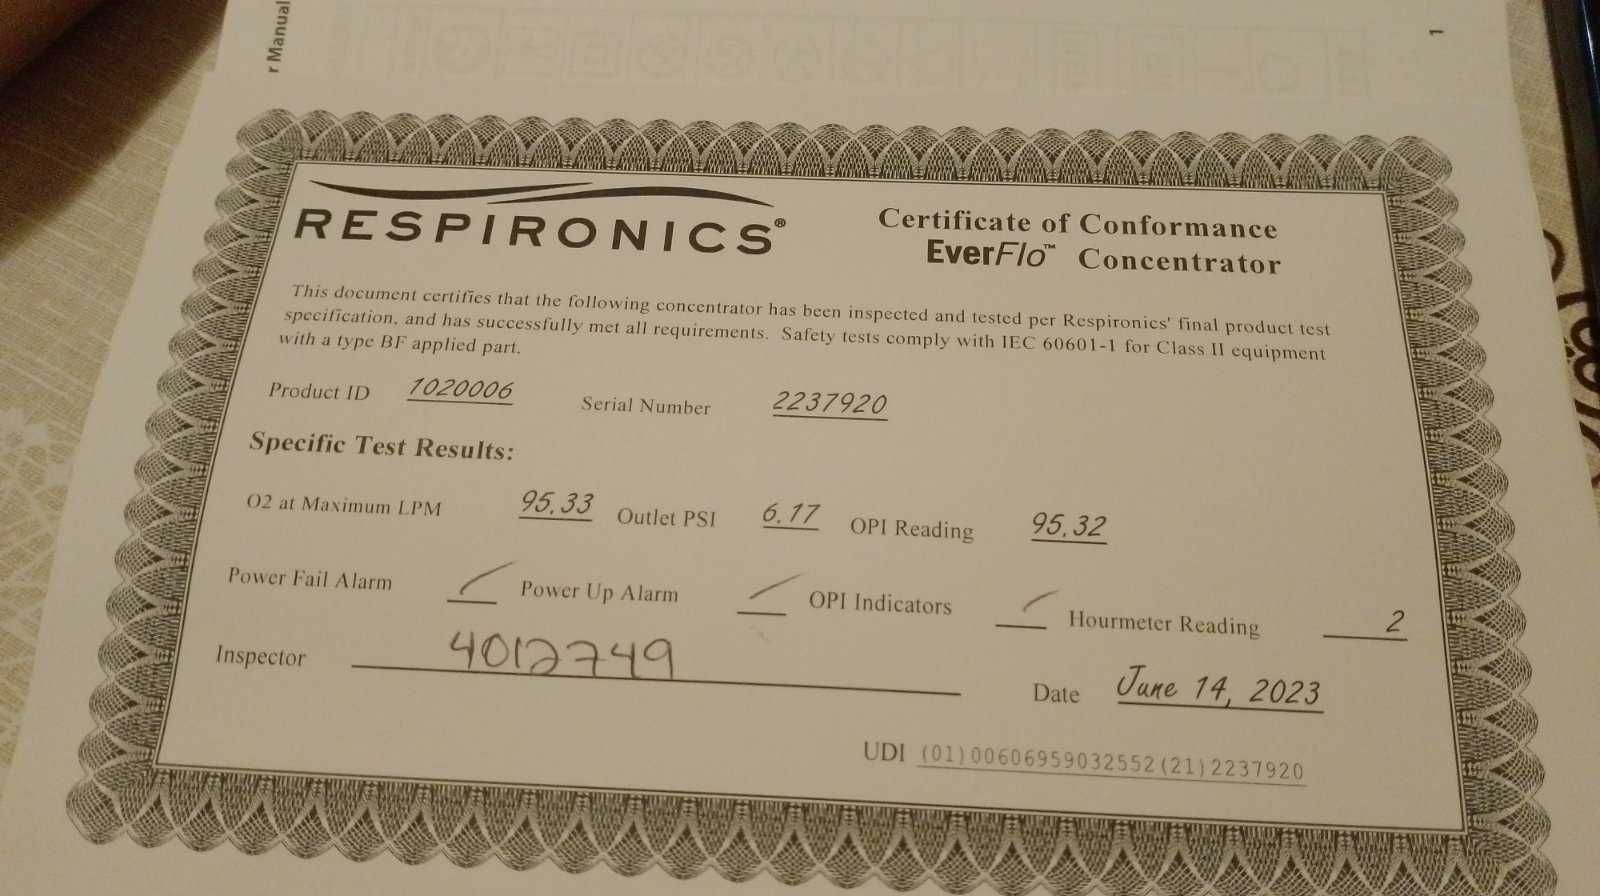 r Manual
1
RESPIRONICS®
Certificate of Conformance
EverFlo™ Concentrator
This document certifies that the following concentrator has been inspected and tested per Respironics' final product test
specification, and has successfully met all requirements. Safety tests comply with IEC 60601-1 for Class II equipment
with a type BF applied part.
Product ID 1020006 Serial Number 2237920
Specific Test Results:
O2 at Maximum LPM 95.33 Outlet PSI 6.17 OPI Reading 95.32
Power Fail Alarm Power Up Alarm OPI Indicators Hourmeter Reading 2
Inspector 4012749 Date June 14, 2023
UDI (01)00606959032552(21)2237920